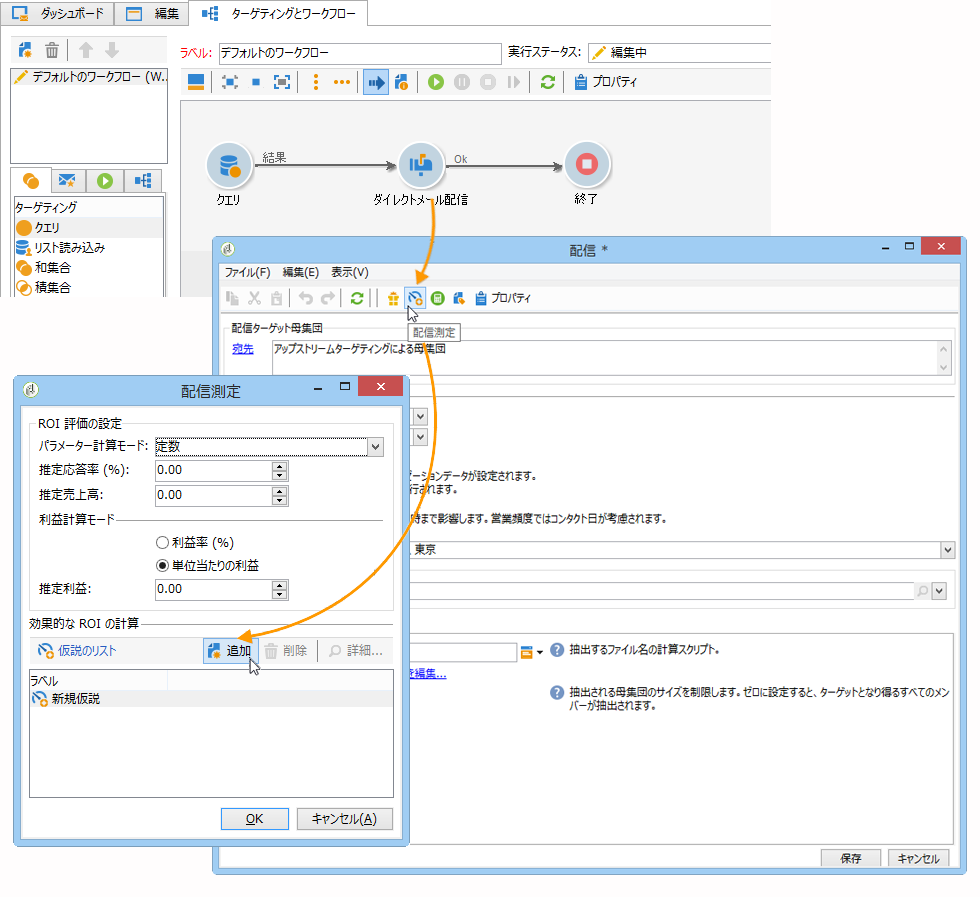 ダッシュボード 編集 ターゲティングとワークフロー
ラベル: デフォルトのワークフロー 実行ステータス: 編集中
デフォルトのワークフロー (W...
プロパティ
結果
Ok
クエリ ダイレクトメール配信 終了
ターゲティング
クエリ
リスト読み込み
和集合
積集合
配信 *
ファイル(F) 編集(E) 表示(V)
プロパティ
配信測定
配信ターゲット母集団
宛先 アップストリームターゲティングによる母集団
ーションデータが設定されます。
行されます。
時まで影響します。営業頻度ではコンタクト日が考慮されます。
東京
抽出するファイル名の計算スクリプト。
を編集...
抽出される母集団のサイズを制限します。ゼロに設定すると、ターゲットとなり得るすべてのメン
バーが抽出されます。
保存 キャンセル
配信測定
ROI 評価の設定
パラメーター計算モード: 定数
推定応答率 (%): 0.00
推定売上高: 0.00
利益計算モード
利益率 (%)
単位当たりの利益
推定利益: 0.00
効果的な ROI の計算
仮説のリスト 追加 削除 詳細...
ラベル
新規仮説
OK キャンセル(A)